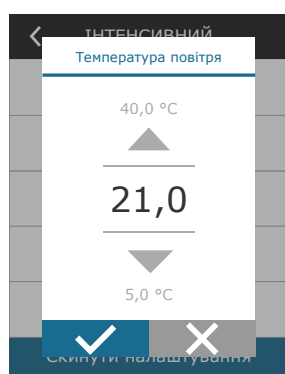 ІНТЕНСИВНИЙ
Температура повітря
40,0 °C
21,0
5,0 °C
Скинути налаштування